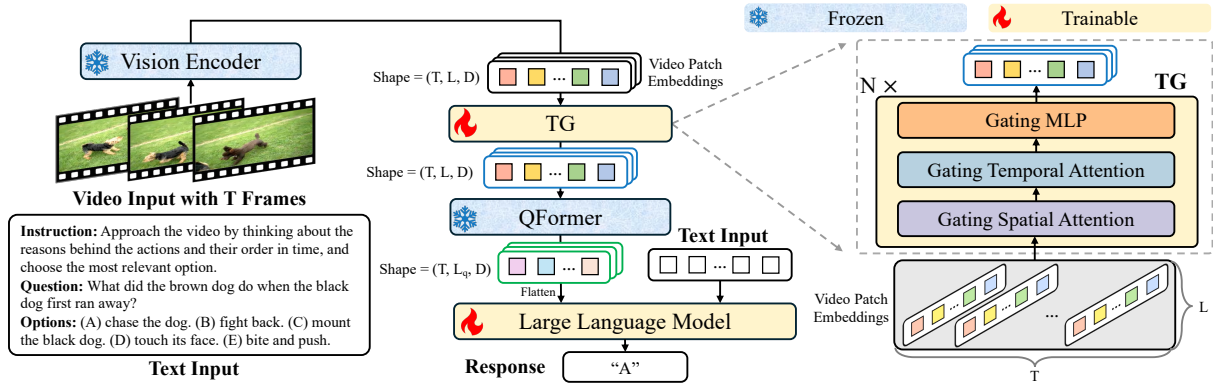 Frozen
Trainable
Vision Encoder
Video Input with T Frames
Instruction: Approach the video by thinking about the
reasons behind the actions and their order in time, and
choose the most relevant option.
Question: What did the brown dog do when the black
dog first ran away?
Options: (A) chase the dog. (B) fight back. (C) mount
the black dog. (D) touch its face. (E) bite and push.
Text Input
Shape = (T, L, D)
...
Video Patch
Embeddings
TG
Shape = (T, L, D)
...
QFormer
Shape = (T, Lq, D)
...
Text Input
...
Flatten
Large Language Model
Response
“A”
...
N ×
TG
Gating MLP
Gating Temporal Attention
Gating Spatial Attention
Video Patch
Embeddings
...
...
...
...
L
T